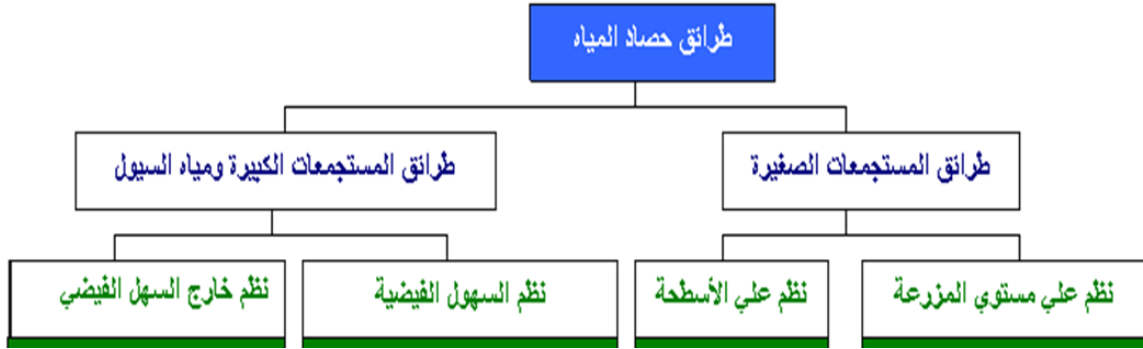 طرائق حصاد المياه
طرائق المستجمعات الصغيرة
طرائق المستجمعات الكبيرة ومياه السيول
نظم علي مستوي المزرعة
نظم علي الأسطحة
نظم السهول الفيضية
نظم خارج السهل الفيضي